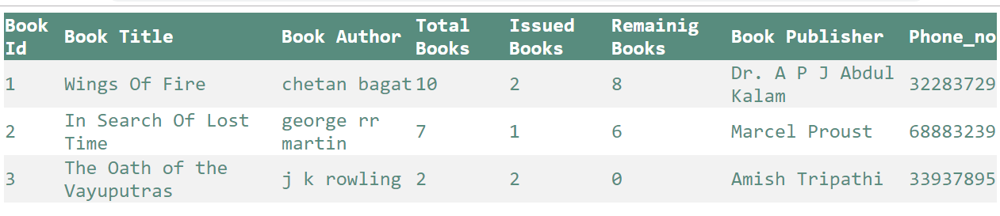 Book Id Book Title Book Author Total Books Issued Books Remainig Books Book Publisher Phone_no
1 Wings Of Fire chetan bagat 10 2 8 Dr. A P J Abdul Kalam 32283729
2 In Search Of Lost Time george rr martin 7 1 6 Marcel Proust 68883239
3 The Oath of the Vayuputras j k rowling 2 2 0 Amish Tripathi 33937895